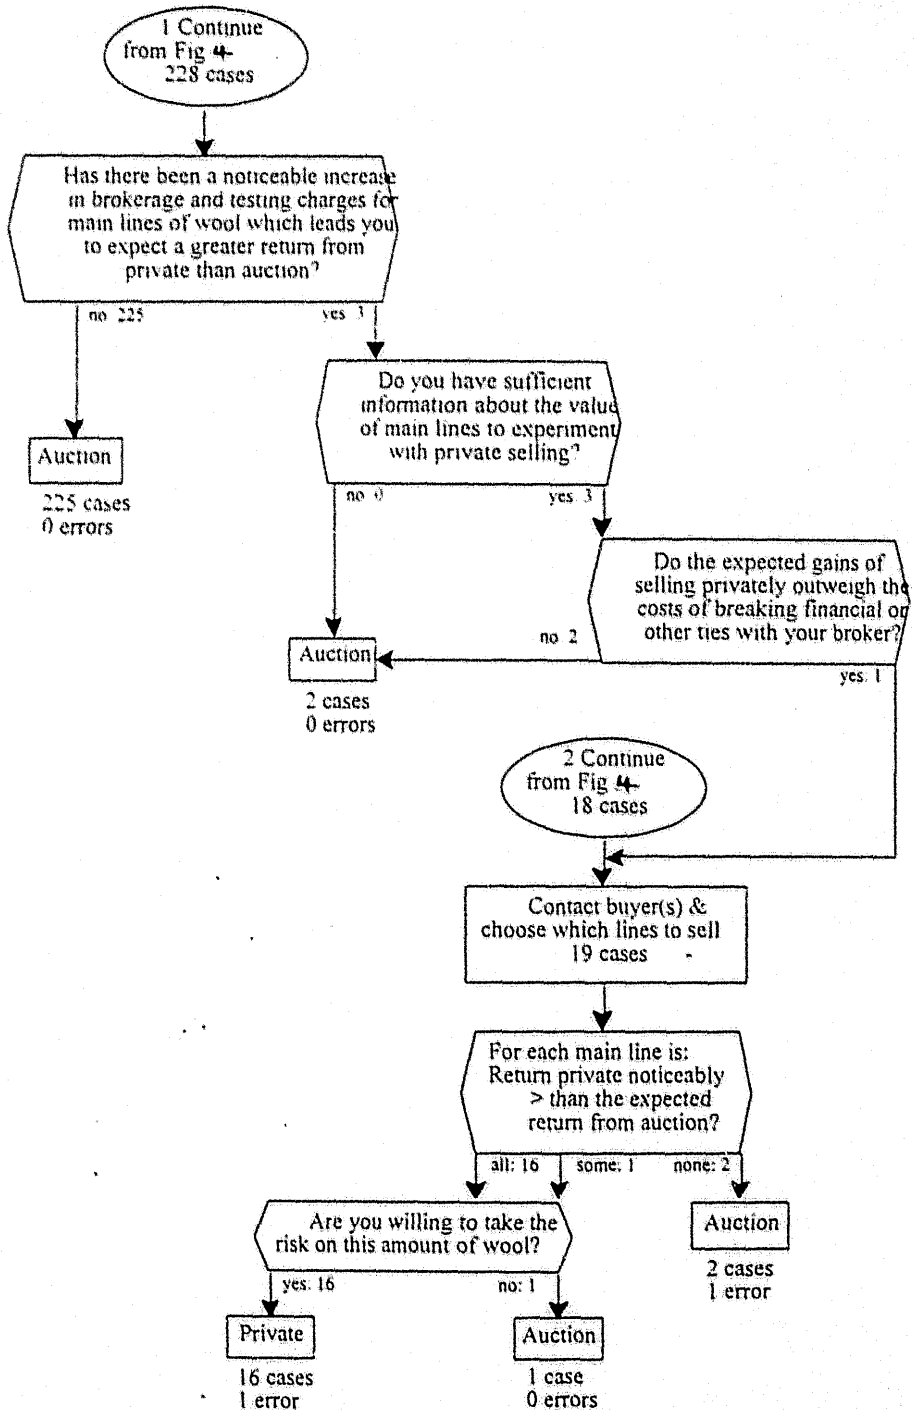 1 Continue
from Fig 4
228 cases
Has there been a noticeable increase
in brokerage and testing charges for
main lines of wool which leads you
to expect a greater return from
private than auction?
no 225
yes 3
Auction
225 cases
0 errors
Do you have sufficient
information about the value
of main lines to experiment
with private selling?
no 0
yes 3
Do the expected gains of
selling privately outweigh the
costs of breaking financial or
other ties with your broker?
no 2
yes: 1
Auction
2 cases
0 errors
2 Continue
from Fig 4
18 cases
Contact buyer(s) &
choose which lines to sell
19 cases
For each main line is:
Return private noticeably
> than the expected
return from auction?
all: 16
some: 1
none: 2
Are you willing to take the
risk on this amount of wool?
Auction
2 cases
1 error
yes: 16
no: 1
Private
16 cases
1 error
Auction
1 case
0 errors